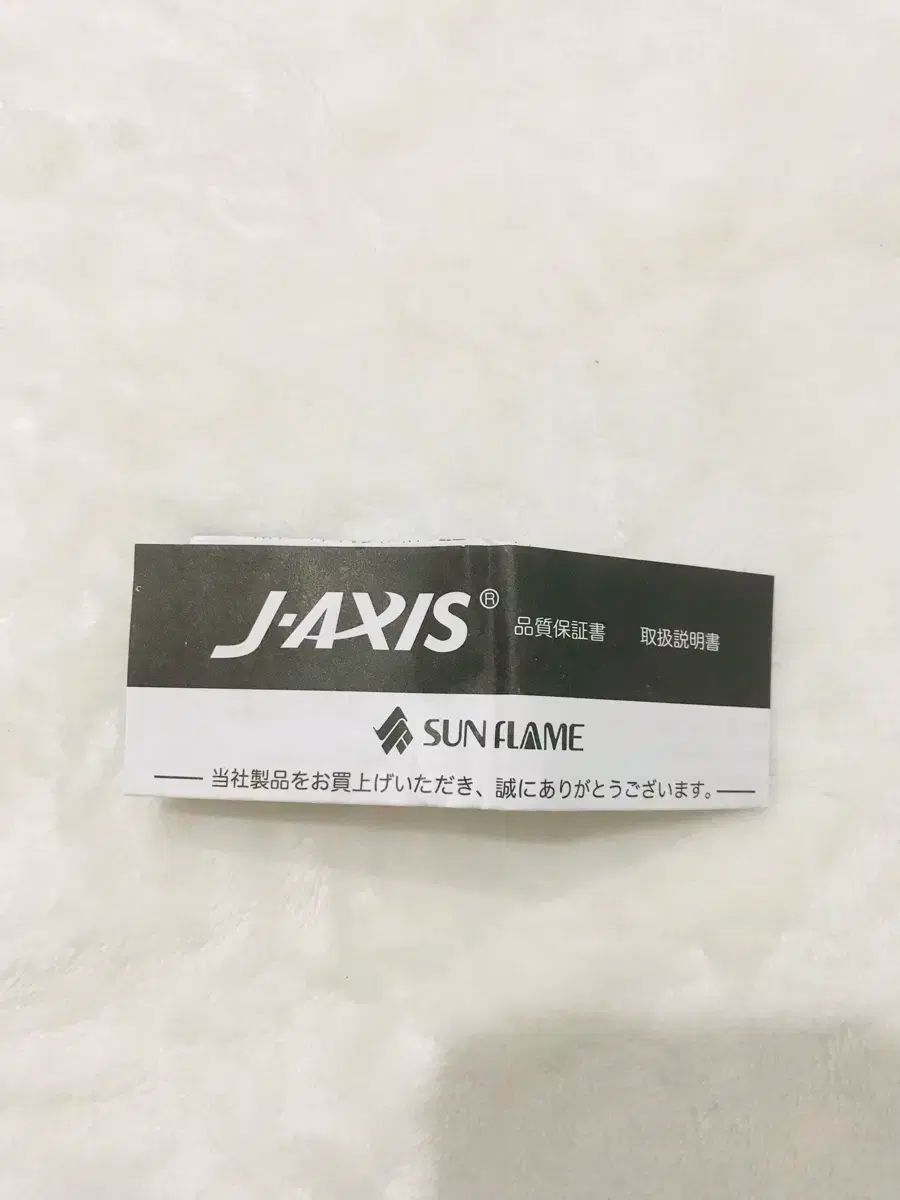 J-AXIS® 品質保証書 取扱説明書
SUN FLAME
当社製品をお買上げいただき、誠にありがとうございます。